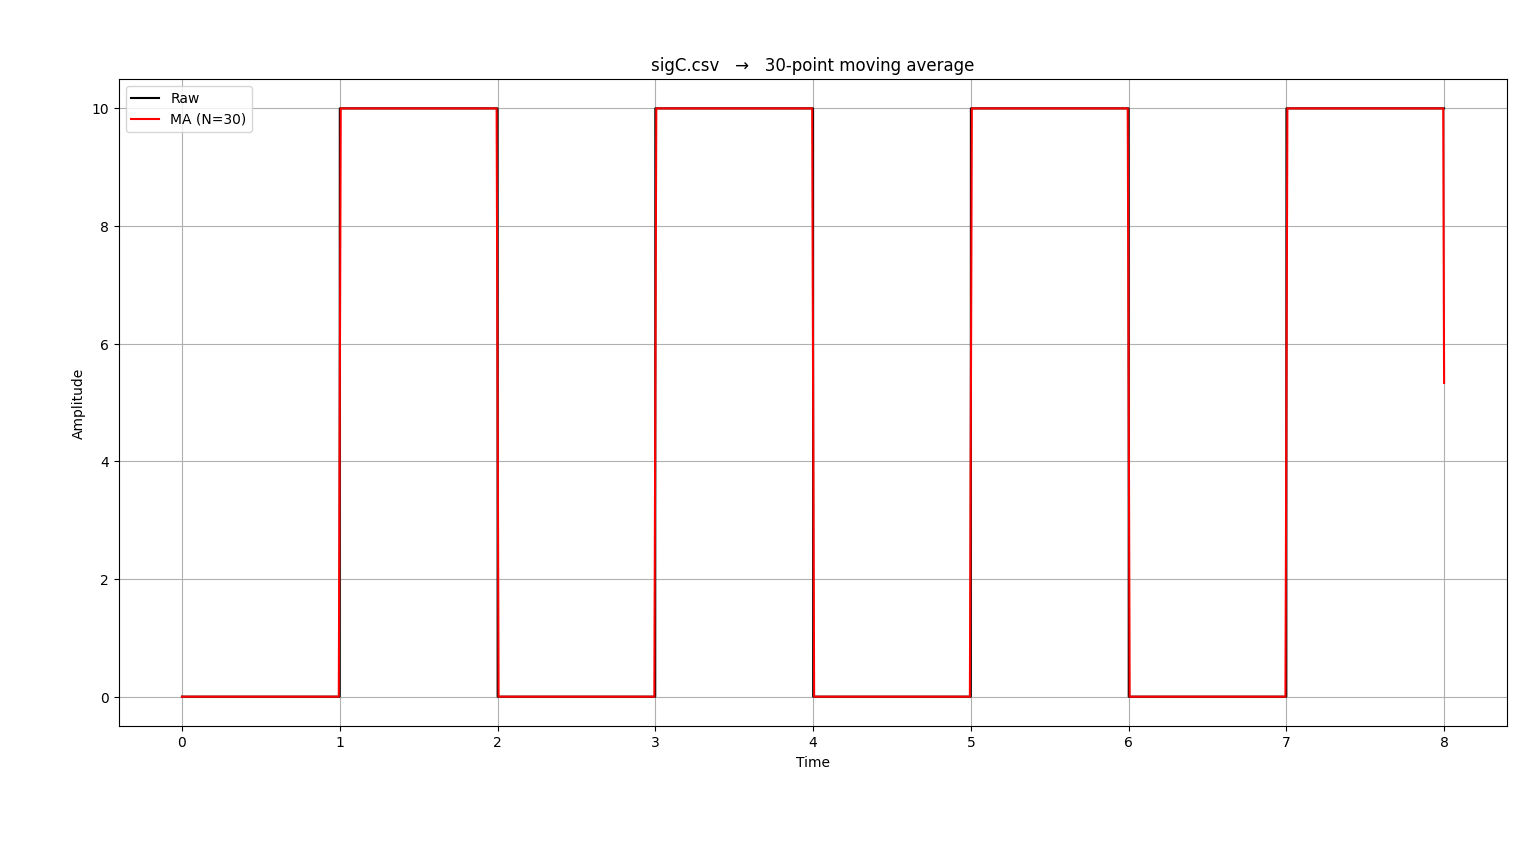 sigC.csv → 30-point moving average
Raw
MA (N=30)
10
8
6
4
2
0
Amplitude
0 1 2 3 4 5 6 7 8
Time